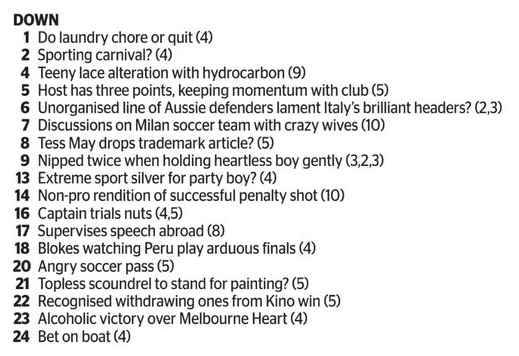 DOWN
1 Do laundry chore or quit (4)
2 Sporting carnival? (4)
4 Teeny lace alteration with hydrocarbon (9)
5 Host has three points, keeping momentum with club (5)
6 Unorganised line of Aussie defenders lament Italy's brilliant headers? (2,3)
7 Discussions on Milan soccer team with crazy wives (10)
8 Tess May drops trademark article? (5)
9 Nipped twice when holding heartless boy gently (3,2,3)
13 Extreme sport silver for party boy? (4)
14 Non-pro rendition of successful penalty shot (10)
16 Captain trials nuts (4,5)
17 Supervises speech abroad (8)
18 Blokes watching Peru play arduous finals (4)
20 Angry soccer pass (5)
21 Topless scoundrel to stand for painting? (5)
22 Recognised withdrawing ones from Kino win (5)
23 Alcoholic victory over Melbourne Heart (4)
24 Bet on boat (4)